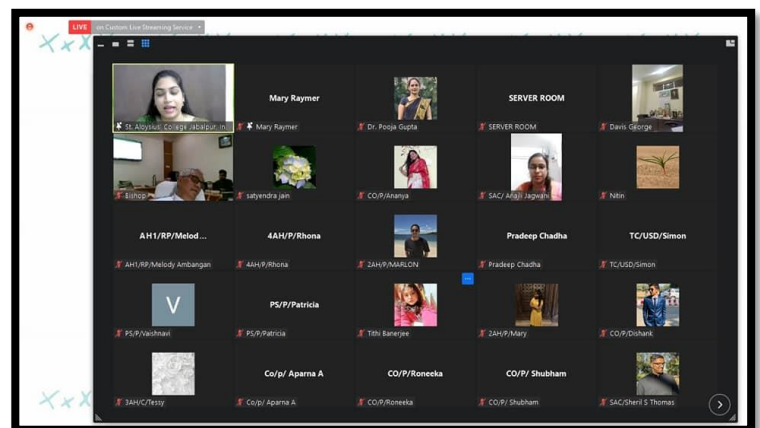 LIVE on Custom Live Streaming Service
Mary Raymer
SERVER ROOM
St. Aloysius' College Jabalpur, In...
Mary Raymer
Dr. Pooja Gupta
SERVER ROOM
Davis George
Bishop
satyendra jain
CO/P/Ananya
SAC/ Anjali Jagwani
Nitin
AH1/RP/Melod...
4AH/P/Rhona
Pradeep Chadha
TC/USD/Simon
AH1/RP/Melody Ambangan
4AH/P/Rhona
2AH/P/MARLON
Pradeep Chadha
TC/USD/Simon
V
PS/P/Patricia
PS/P/Vaishnavi
PS/P/Patricia
Tithi Banerjee
2AH/P/Mary
CO/P/Dishank
Co/p/ Aparna A
CO/P/Roneeka
CO/P/ Shubham
3AH/C/Tessy
Co/p/ Aparna A
CO/P/Roneeka
CO/P/ Shubham
SAC/Sheril S Thomas